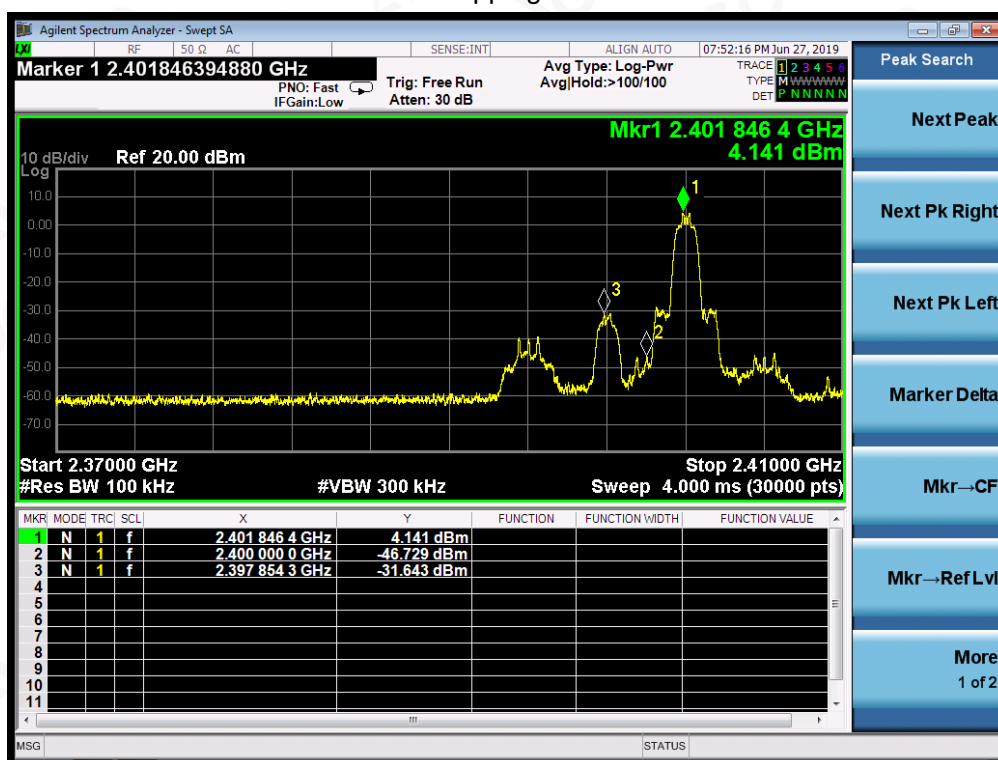 Agilent Spectrum Analyzer - Swept SA
LXI RF 50 Ω AC SENSE:INT ALIGN AUTO 07:52:16 PM Jun 27, 2019
Marker 1 2.401846394880 GHz
PNO: Fast Trig: Free Run Avg Type: Log-Pwr TRACE 1 2 3 4 5 6
IFGain:Low Atten: 30 dB Avg|Hold:>100/100 TYPE M WWWWW
DET P N N N N N
Peak Search
Next Peak
Next Pk Right
Next Pk Left
Marker Delta
Mkr→CF
Mkr→Ref Lvl
More
1 of 2
Mkr1 2.401 846 4 GHz
4.141 dBm
10 dB/div Ref 20.00 dBm
Log
10.0
0.00
-10.0
-20.0
-30.0
-40.0
-50.0
-60.0
-70.0
1
3
2
Start 2.37000 GHz Stop 2.41000 GHz
#Res BW 100 kHz #VBW 300 kHz Sweep 4.000 ms (30000 pts)
MKR MODE TRC SCL X Y FUNCTION FUNCTION WIDTH FUNCTION VALUE
1 N 1 f 2.401 846 4 GHz 4.141 dBm
2 N 1 f 2.400 000 0 GHz -46.729 dBm
3 N 1 f 2.397 854 3 GHz -31.643 dBm
4
5
6
7
8
9
10
11
MSG STATUS